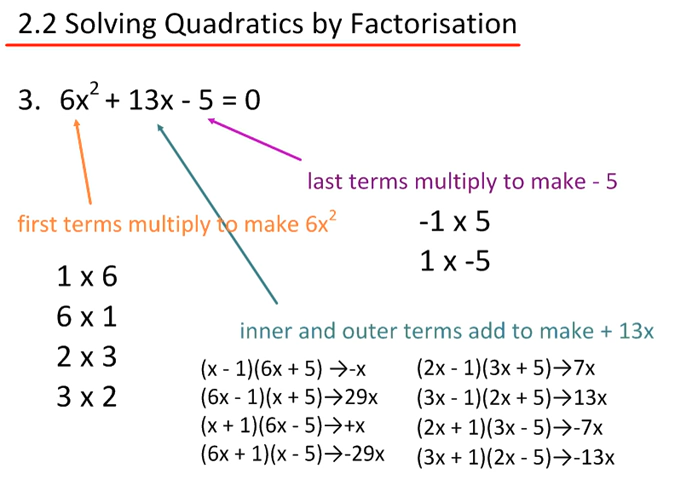 2.2 Solving Quadratics by Factorisation
3. 6x² + 13x - 5 = 0
last terms multiply to make - 5
first terms multiply to make 6x²
-1 x 5
1 x -5
1 x 6
6 x 1
2 x 3
3 x 2
inner and outer terms add to make + 13x
(x - 1)(6x + 5) →-x
(6x - 1)(x + 5)→29x
(x + 1)(6x - 5)→+x
(6x + 1)(x - 5)→-29x
(2x - 1)(3x + 5)→7x
(3x - 1)(2x + 5)→13x
(2x + 1)(3x - 5)→-7x
(3x + 1)(2x - 5)→-13x